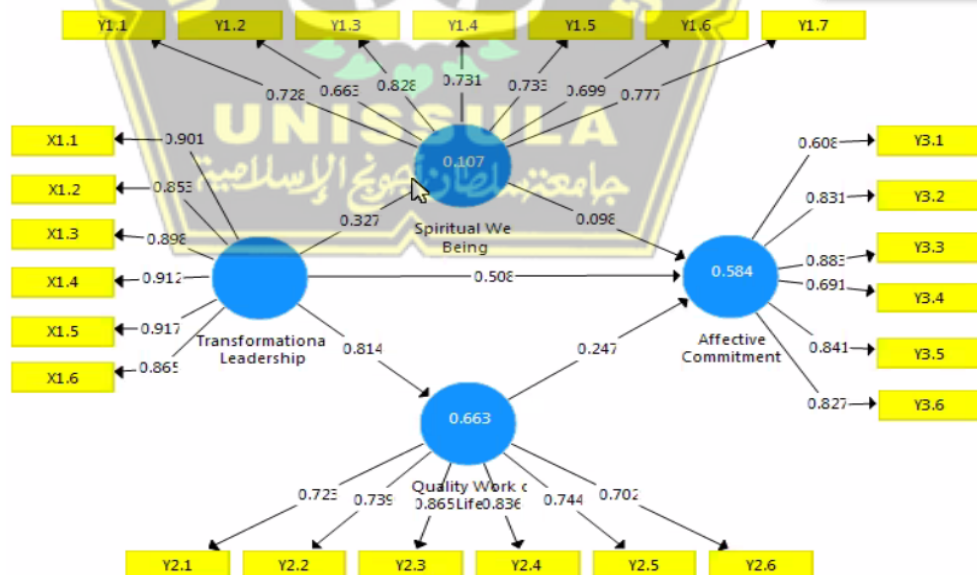 Y1.1 Y1.2 Y1.3 Y1.4 Y1.5 Y1.6 Y1.7
0.728 0.663 0.828 0.731 0.733 0.699 0.777
UNISSULA
جامعتنسلطان أجونج الإسلامية
X1.1
X1.2
X1.3
X1.4
X1.5
X1.6
0.901
0.853
0.898
0.912
0.917
0.865
0.107
Spiritual We
Being
0.327
0.098
0.508
Transformationa
Leadership
0.814
0.247
0.584
Affective
Commitment
0.608
0.831
0.883
0.691
0.841
0.827
Y3.1
Y3.2
Y3.3
Y3.4
Y3.5
Y3.6
0.663
Quality Work o
Life
0.723 0.739 0.865 0.836 0.744 0.702
Y2.1 Y2.2 Y2.3 Y2.4 Y2.5 Y2.6